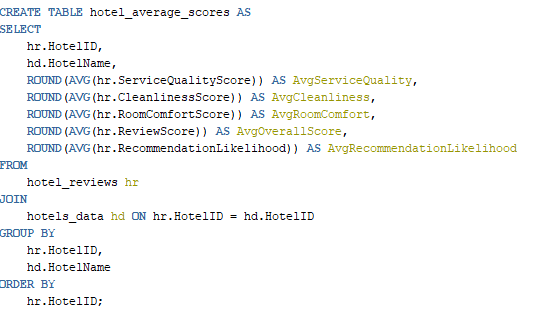 CREATE TABLE hotel_average_scores AS
SELECT
    hr.HotelID,
    hd.HotelName,
    ROUND(AVG(hr.ServiceQualityScore)) AS AvgServiceQuality,
    ROUND(AVG(hr.CleanlinessScore)) AS AvgCleanliness,
    ROUND(AVG(hr.RoomComfortScore)) AS AvgRoomComfort,
    ROUND(AVG(hr.ReviewScore)) AS AvgOverallScore,
    ROUND(AVG(hr.RecommendationLikelihood)) AS AvgRecommendationLikelihood
FROM
    hotel_reviews hr
JOIN
    hotels_data hd ON hr.HotelID = hd.HotelID
GROUP BY
    hr.HotelID,
    hd.HotelName
ORDER BY
    hr.HotelID;